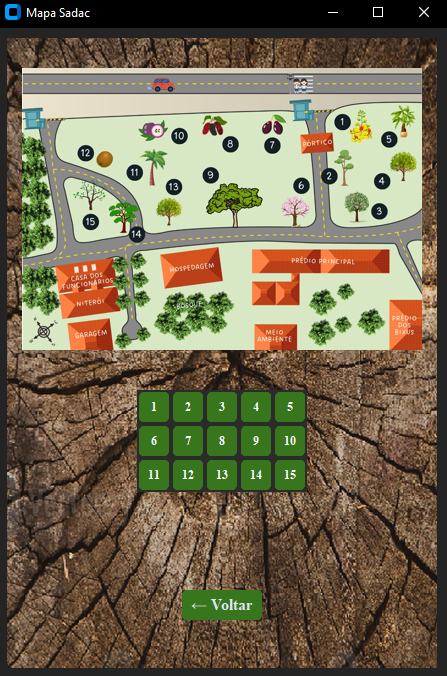 Mapa Sadac
1
5
10
8
7
PÓRTICO
12
11
13
9
6
2
4
3
15
14
HOSPEDAGEM
PRÉDIO PRINCIPAL
CASA DOS
FUNCIONÁRIOS
NITERÓI
BOSQUE
GARAGEM
MEIO
AMBIENTE
PRÉDIO
DOS
BIXUS
1 2 3 4 5
6 7 8 9 10
11 12 13 14 15
← Voltar